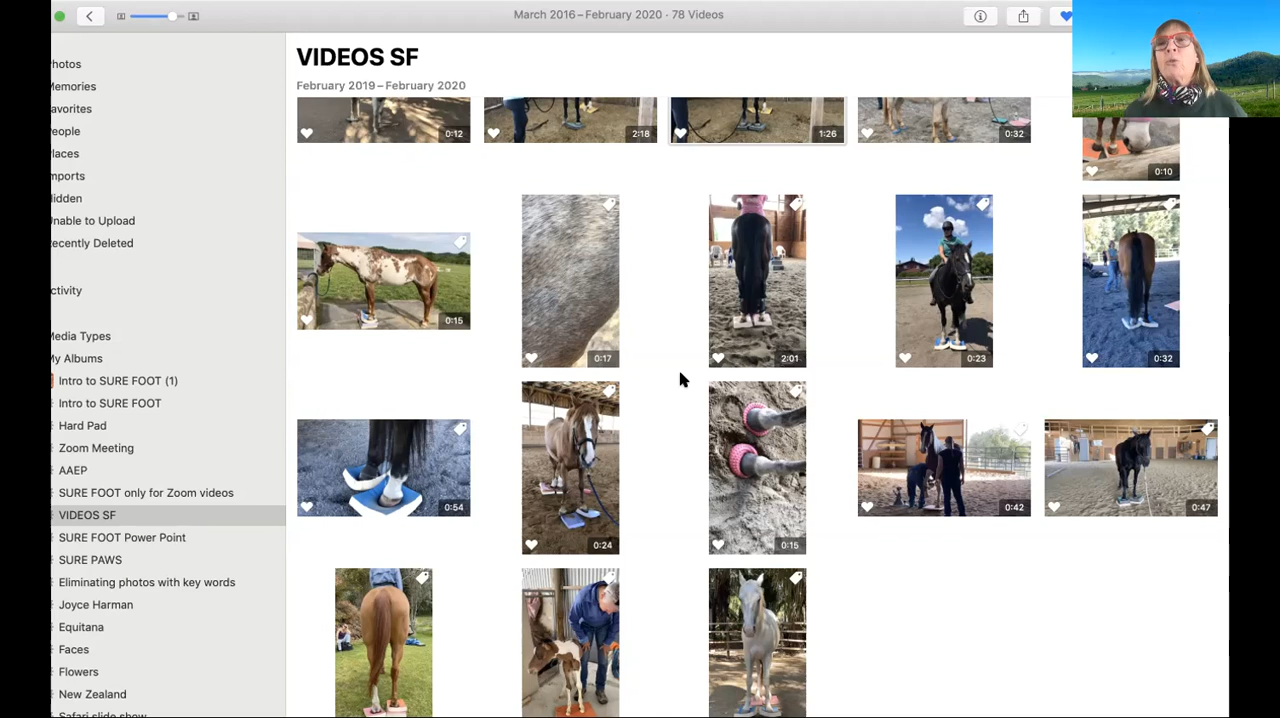 March 2016 – February 2020 · 78 Videos
VIDEOS SF
February 2019 – February 2020
hotos
Memories
avorites
eople
laces
mports
idden
nable to Upload
ecently Deleted
ctivity
Media Types
My Albums
Intro to SURE FOOT (1)
Intro to SURE FOOT
Hard Pad
Zoom Meeting
AAEP
SURE FOOT only for Zoom videos
VIDEOS SF
SURE FOOT Power Point
SURE PAWS
Eliminating photos with key words
Joyce Harman
Equitana
Faces
Flowers
New Zealand
Safari slide show
0:12
2:18
1:26
0:32
0:10
0:15
0:17
2:01
0:23
0:32
0:54
0:24
0:15
0:42
0:47